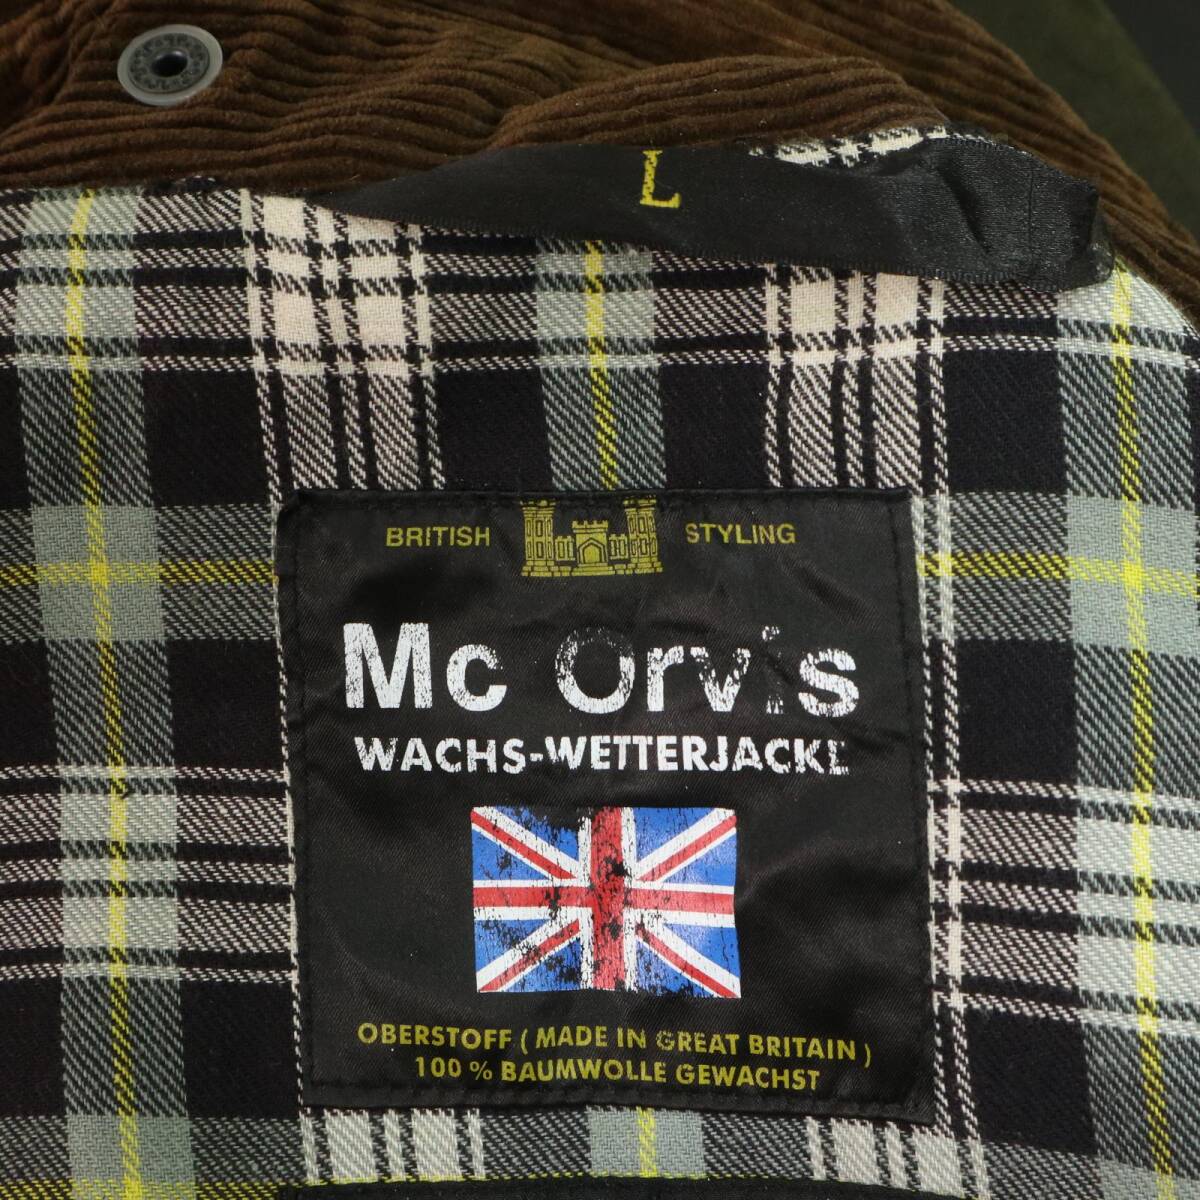 L
BRITISH STYLING
Mc Orvis
WACHS-WETTERJACKE
OBERSTOFF ( MADE IN GREAT BRITAIN )
100 % BAUMWOLLE GEWACHST